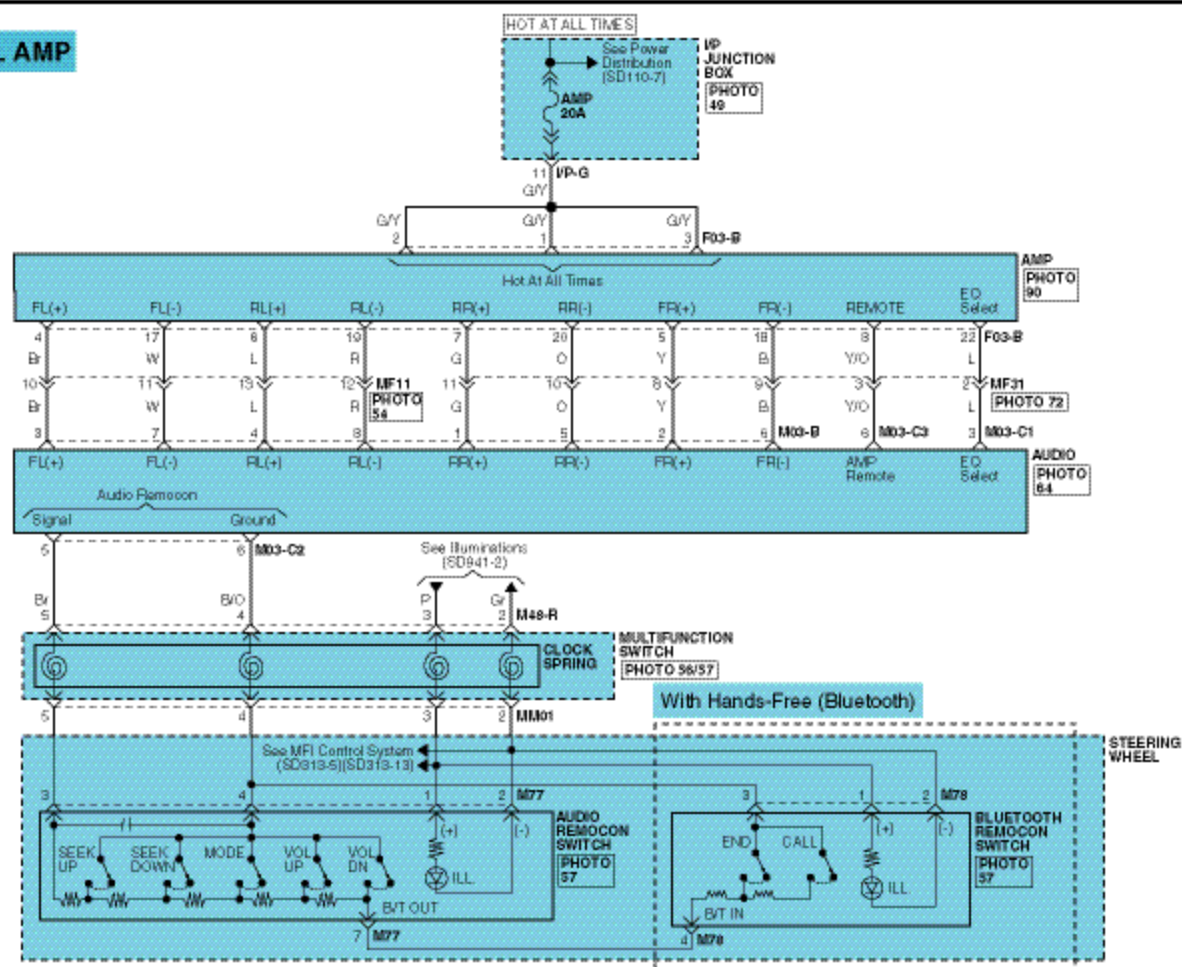 L AMP
HOT AT ALL TIMES
See Power
Distribution
(SD110-7)
I/P
JUNCTION
BOX
PHOTO
49
AMP
20A
11 I/P-G
G/Y
G/Y G/Y G/Y
2 1 3 F03-B
Hot At All Times
AMP
PHOTO
90
FL(+) FL(-) RL(+) RL(-) RR(+) RR(-) FR(+) FR(-) REMOTE EQ
Select
4 17 6 19 7 20 5 18 8 22 F03-B
Br W L R G O Y B Y/O L
10 11 13 12 MF11 11 10 8 9 3 2 MF31
PHOTO
54
PHOTO 72
Br W L R G O Y B Y/O L
3 7 4 8 1 5 2 6 M03-B 6 M03-C3 3 M03-C1
FL(+) FL(-) RL(+) RL(-) RR(+) RR(-) FR(+) FR(-) AMP
Remote EQ
Select
AUDIO
PHOTO
64
Audio Remocon
Signal Ground
5 6 M03-C2
See Illuminations
(SD941-2)
Br B/O P Gr
5 4 3 2 M48-R
CLOCK
SPRING
MULTIFUNCTION
SWITCH
PHOTO 56/57
5 4 3 2 MM01
With Hands-Free (Bluetooth)
STEERING
WHEEL
See MFI Control System
(SD313-5)(SD313-13)
3 4 1 2 M77 3 1 2 M78
(+) (-) (+) (-)
SEEK
UP
SEEK
DOWN
MODE
VOL
UP
VOL
DN
ILL
B/T OUT
AUDIO
REMOCON
SWITCH
PHOTO
57
END CALL
ILL
B/T IN
BLUETOOTH
REMOCON
SWITCH
PHOTO
57
7 M77 4 M78